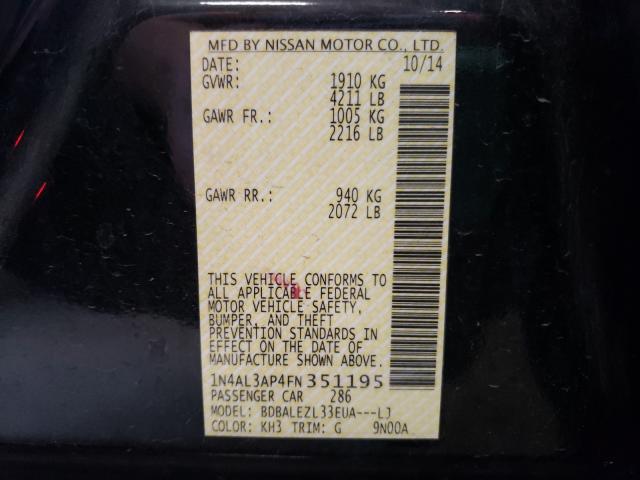 MFD BY NISSAN MOTOR CO., LTD.
DATE: 10/14
GVWR: 1910 KG
4211 LB
GAWR FR.: 1005 KG
2216 LB
GAWR RR.: 940 KG
2072 LB
THIS VEHICLE CONFORMS TO
ALL APPLICABLE FEDERAL
MOTOR VEHICLE SAFETY,
BUMPER, AND THEFT
PREVENTION STANDARDS IN
EFFECT ON THE DATE OF
MANUFACTURE SHOWN ABOVE.
1N4AL3AP4FN 351195
PASSENGER CAR 286
MODEL: BDBALEZL33EUA---LJ
COLOR: KH3 TRIM: G 9N00A